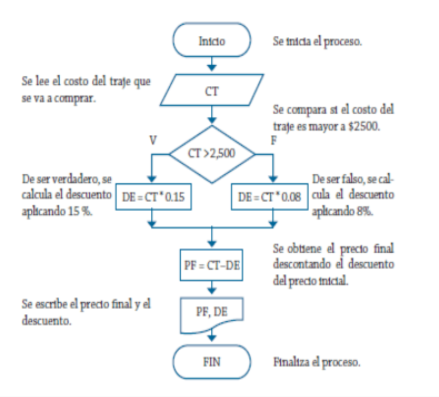 Inicio
Se inicia el proceso.
Se lee el costo del traje que
se va a comprar.
CT
Se compara si el costo del
traje es mayor a $2500.
V
F
CT >2,500
De ser verdadero, se
calcula el descuento
aplicando 15 %.
DE = CT * 0.15
DE = CT * 0.08
De ser falso, se cal-
cula el descuento
aplicando 8%.
PF = CT–DE
Se obtiene el precio final
descontando el descuento
del precio inicial.
Se escribe el precio final y el
descuento.
PF, DE
FIN
Finaliza el proceso.